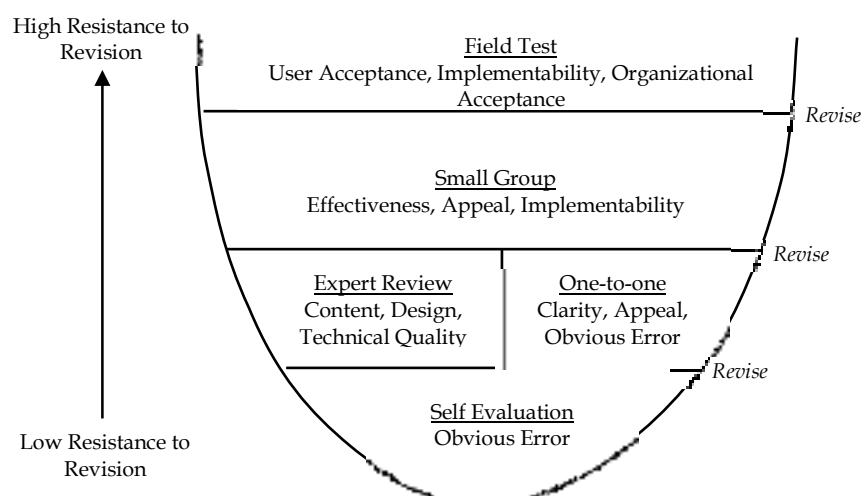 High Resistance to
Revision
Field Test
User Acceptance, Implementability, Organizational
Acceptance
Revise
Small Group
Effectiveness, Appeal, Implementability
Revise
Expert Review
Content, Design,
Technical Quality
One-to-one
Clarity, Appeal,
Obvious Error
Revise
Self Evaluation
Obvious Error
Low Resistance to
Revision